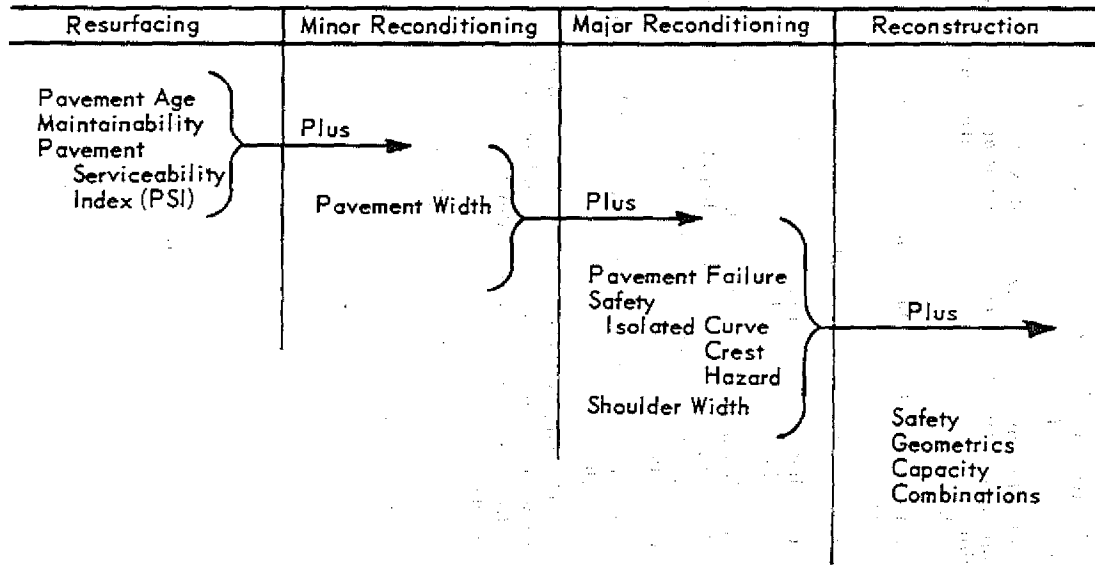 Resurfacing
Minor Reconditioning
Major Reconditioning
Reconstruction
Pavement Age
Maintainability
Pavement
Serviceability
Index (PSI)
Plus
Pavement Width
Plus
Pavement Failure
Safety
Isolated Curve
Crest
Hazard
Shoulder Width
Plus
Safety
Geometrics
Capacity
Combinations